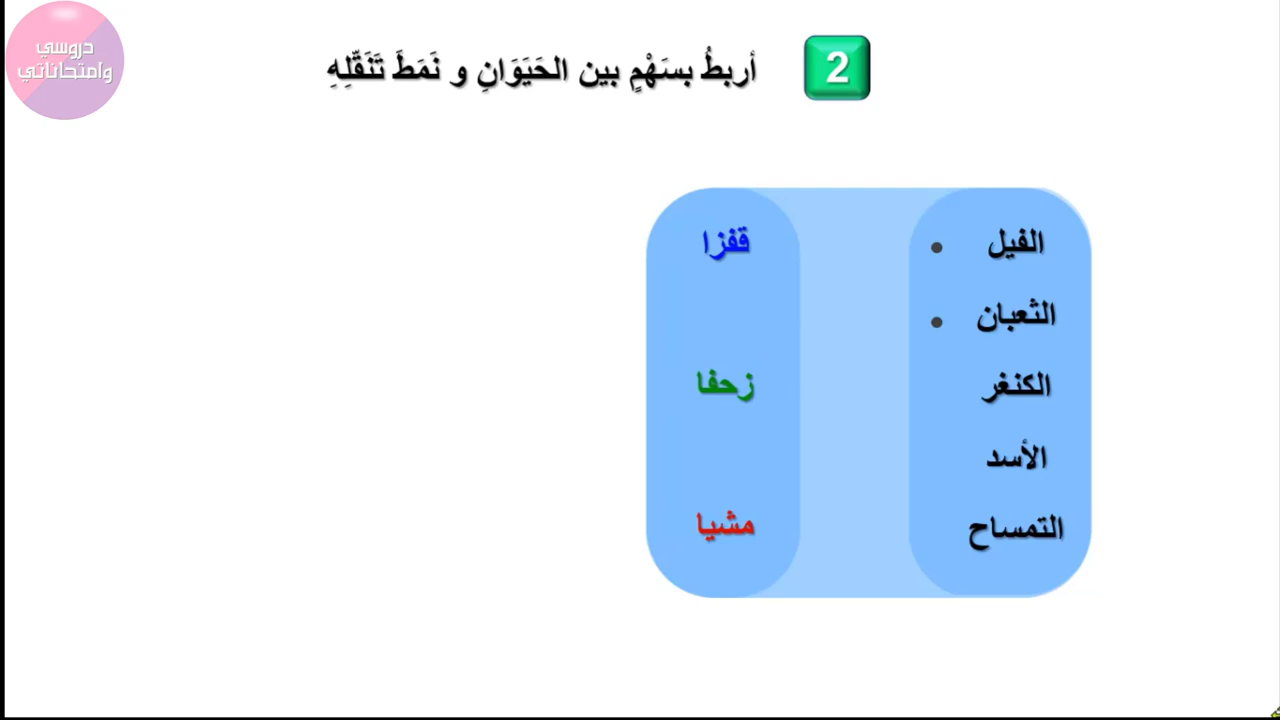 دروسي
وامتحاناتي
2 أربطُ بسَهْمٍ بين الحَيَوَانِ و نَمَطَ تَنَقّلِهِ
الفيل • قفزا
الثعبان •
الكنغر زحفا
الأسد
التمساح مشيا